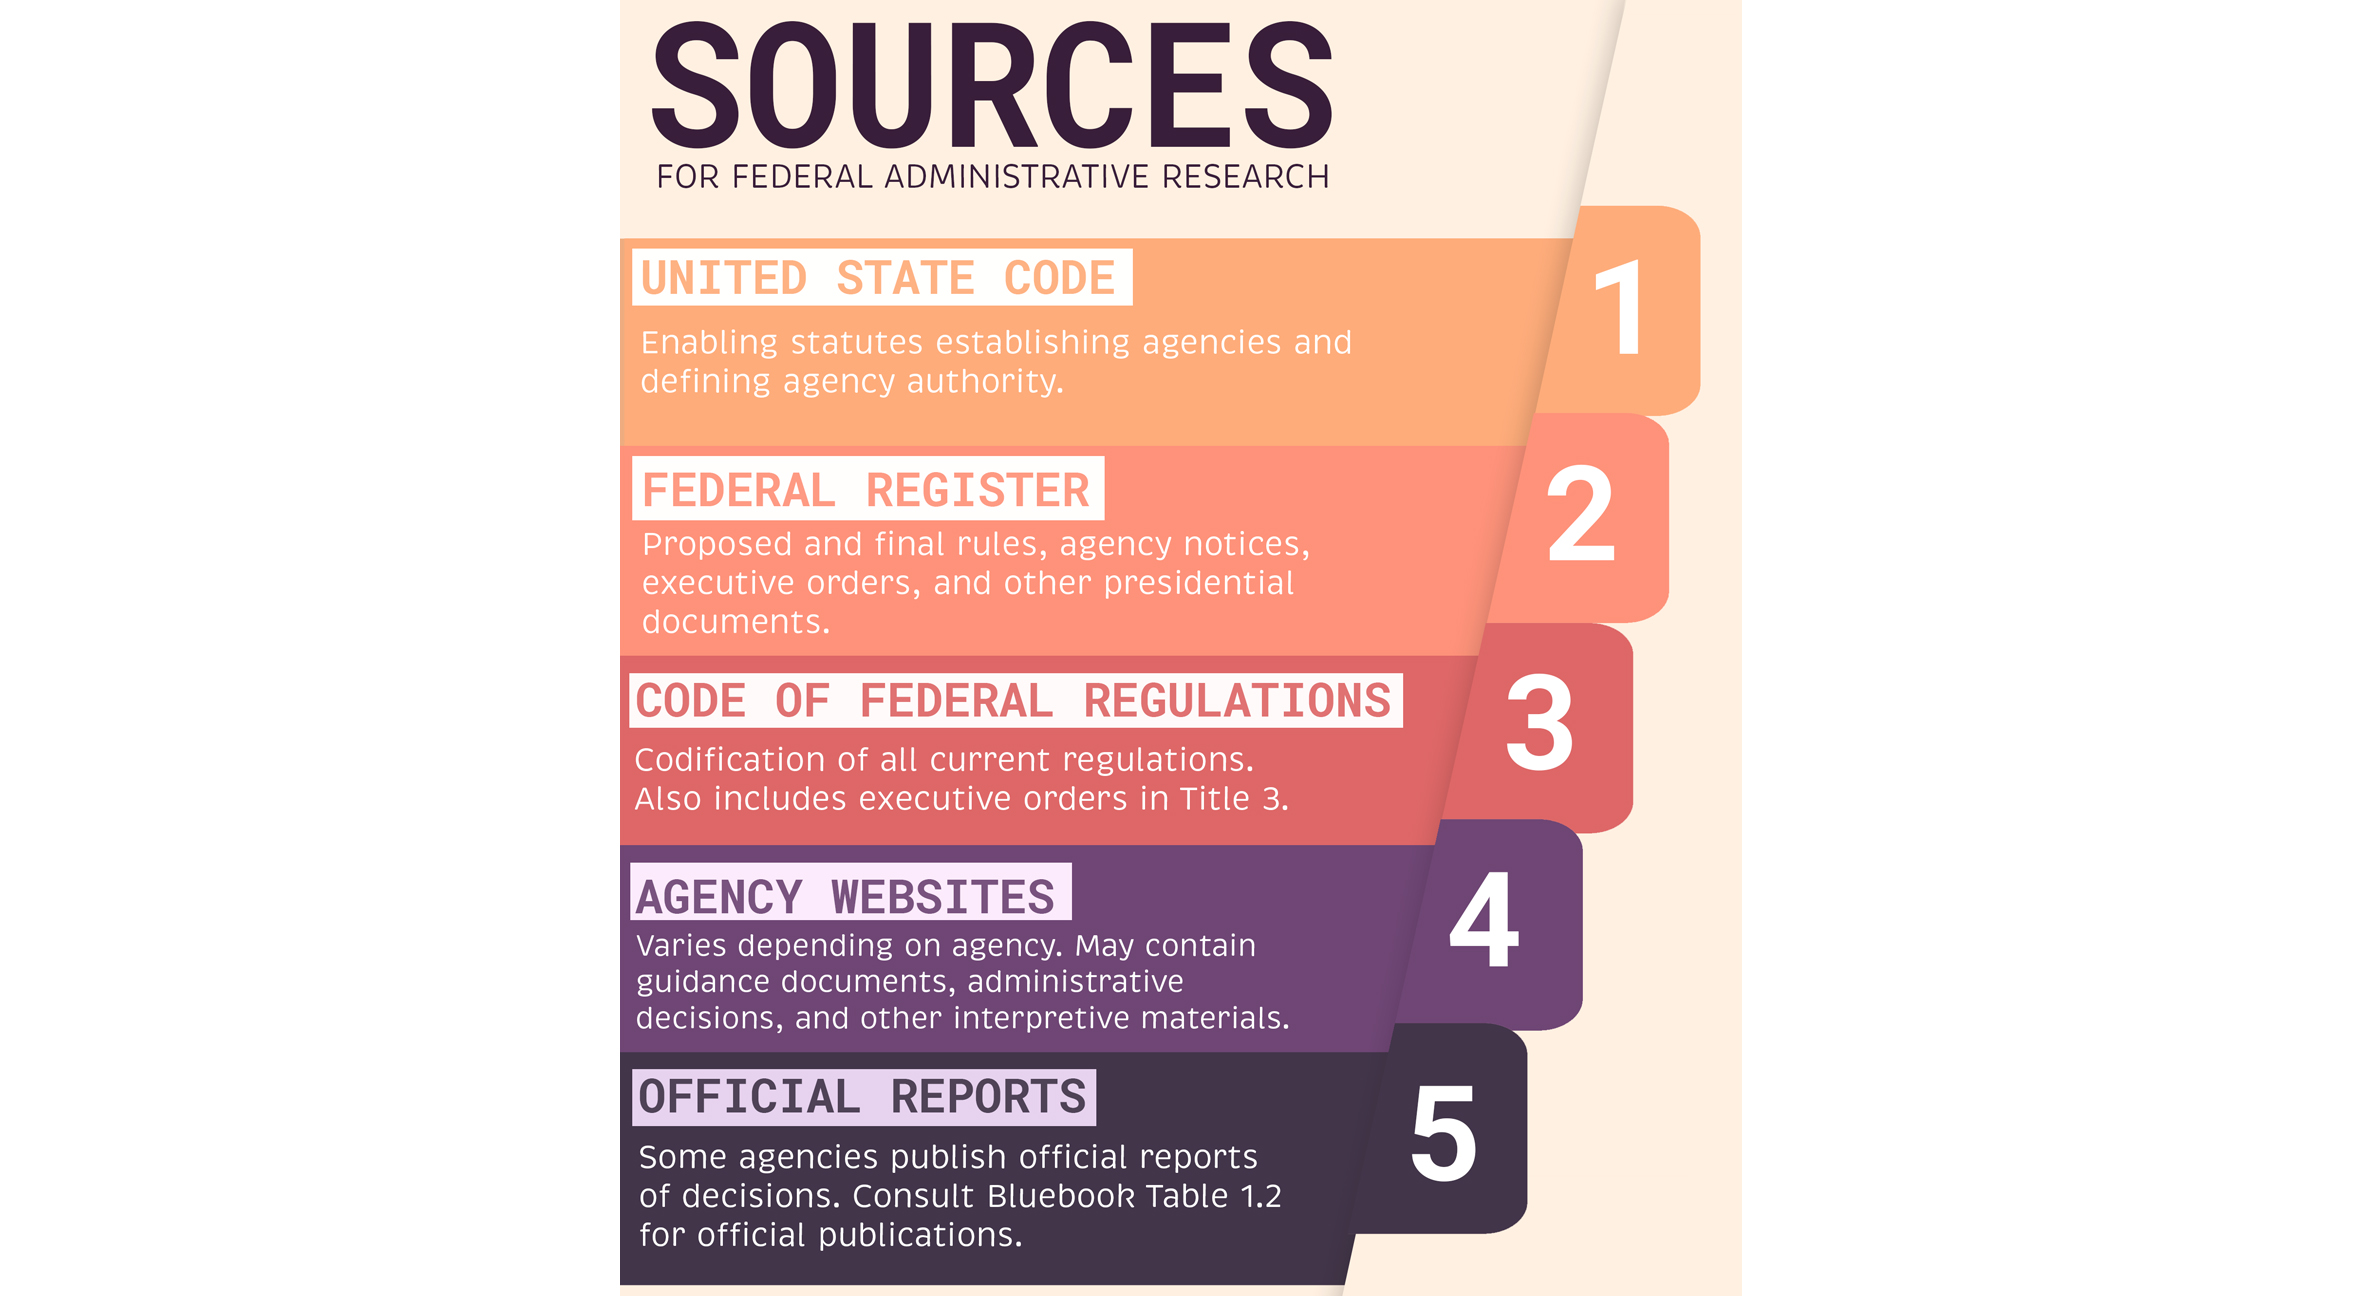 SOURCES
FOR FEDERAL ADMINISTRATIVE RESEARCH
UNITED STATE CODE
Enabling statutes establishing agencies and
defining agency authority.
1
FEDERAL REGISTER
Proposed and final rules, agency notices,
executive orders, and other presidential
documents.
2
CODE OF FEDERAL REGULATIONS
Codification of all current regulations.
Also includes executive orders in Title 3.
3
AGENCY WEBSITES
Varies depending on agency. May contain
guidance documents, administrative
decisions, and other interpretive materials.
4
OFFICIAL REPORTS
Some agencies publish official reports
of decisions. Consult Bluebook Table 1.2
for official publications.
5